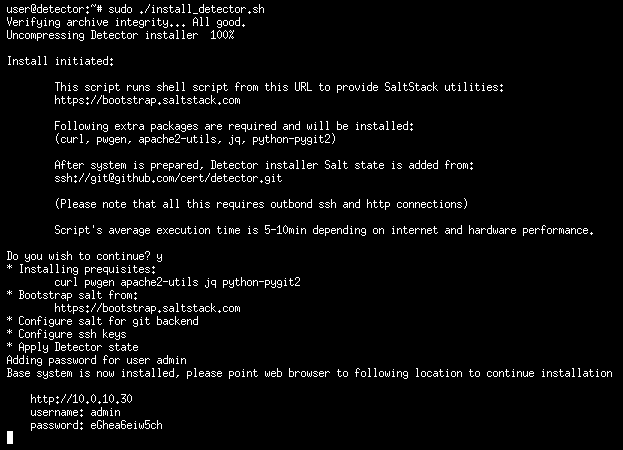 user@detector:~# sudo ./install_detector.sh
Verifying archive integrity... All good.
Uncompressing Detector installer  100%
Install initiated:
This script runs shell script from this URL to provide SaltStack utilities:
https://bootstrap.saltstack.com
Following extra packages are required and will be installed:
(curl, pwgen, apache2-utils, jq, python-pygit2)
After system is prepared, Detector installer Salt state is added from:
ssh://git@github.com/cert/detector.git
(Please note that all this requires outbond ssh and http connections)
Script's average execution time is 5-10min depending on internet and hardware performance.
Do you wish to continue? y
* Installing prequisites:
curl pwgen apache2-utils jq python-pygit2
* Bootstrap salt from:
https://bootstrap.saltstack.com
* Configure salt for git backend
* Configure ssh keys
* Apply Detector state
Adding password for user admin
Base system is now installed, please point web browser to following location to continue installation
http://10.0.10.30
username: admin
password: eGhea6eiw5ch